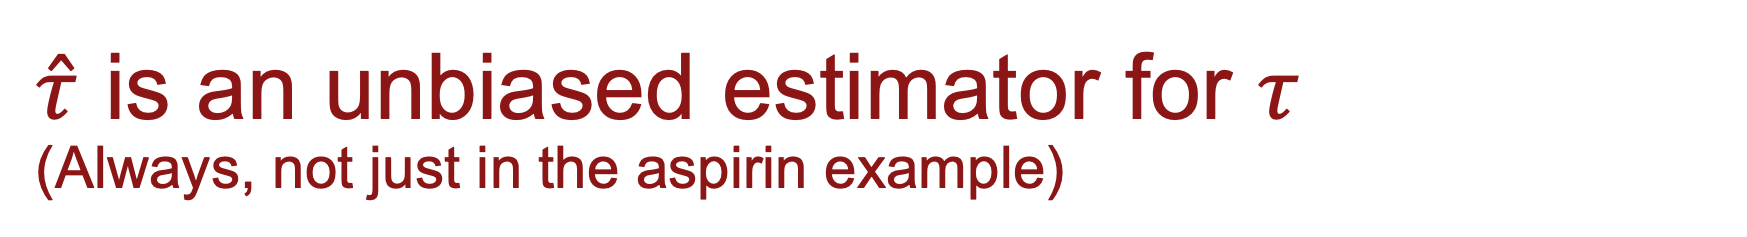 τ̂ is an unbiased estimator for τ
(Always, not just in the aspirin example)